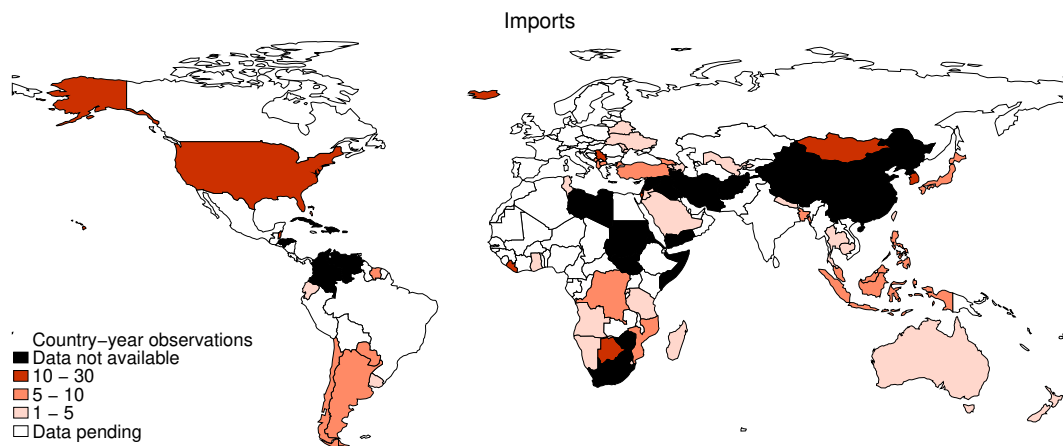 Imports
Country−year observations
Data not available
10 − 30
5 − 10
1 − 5
Data pending